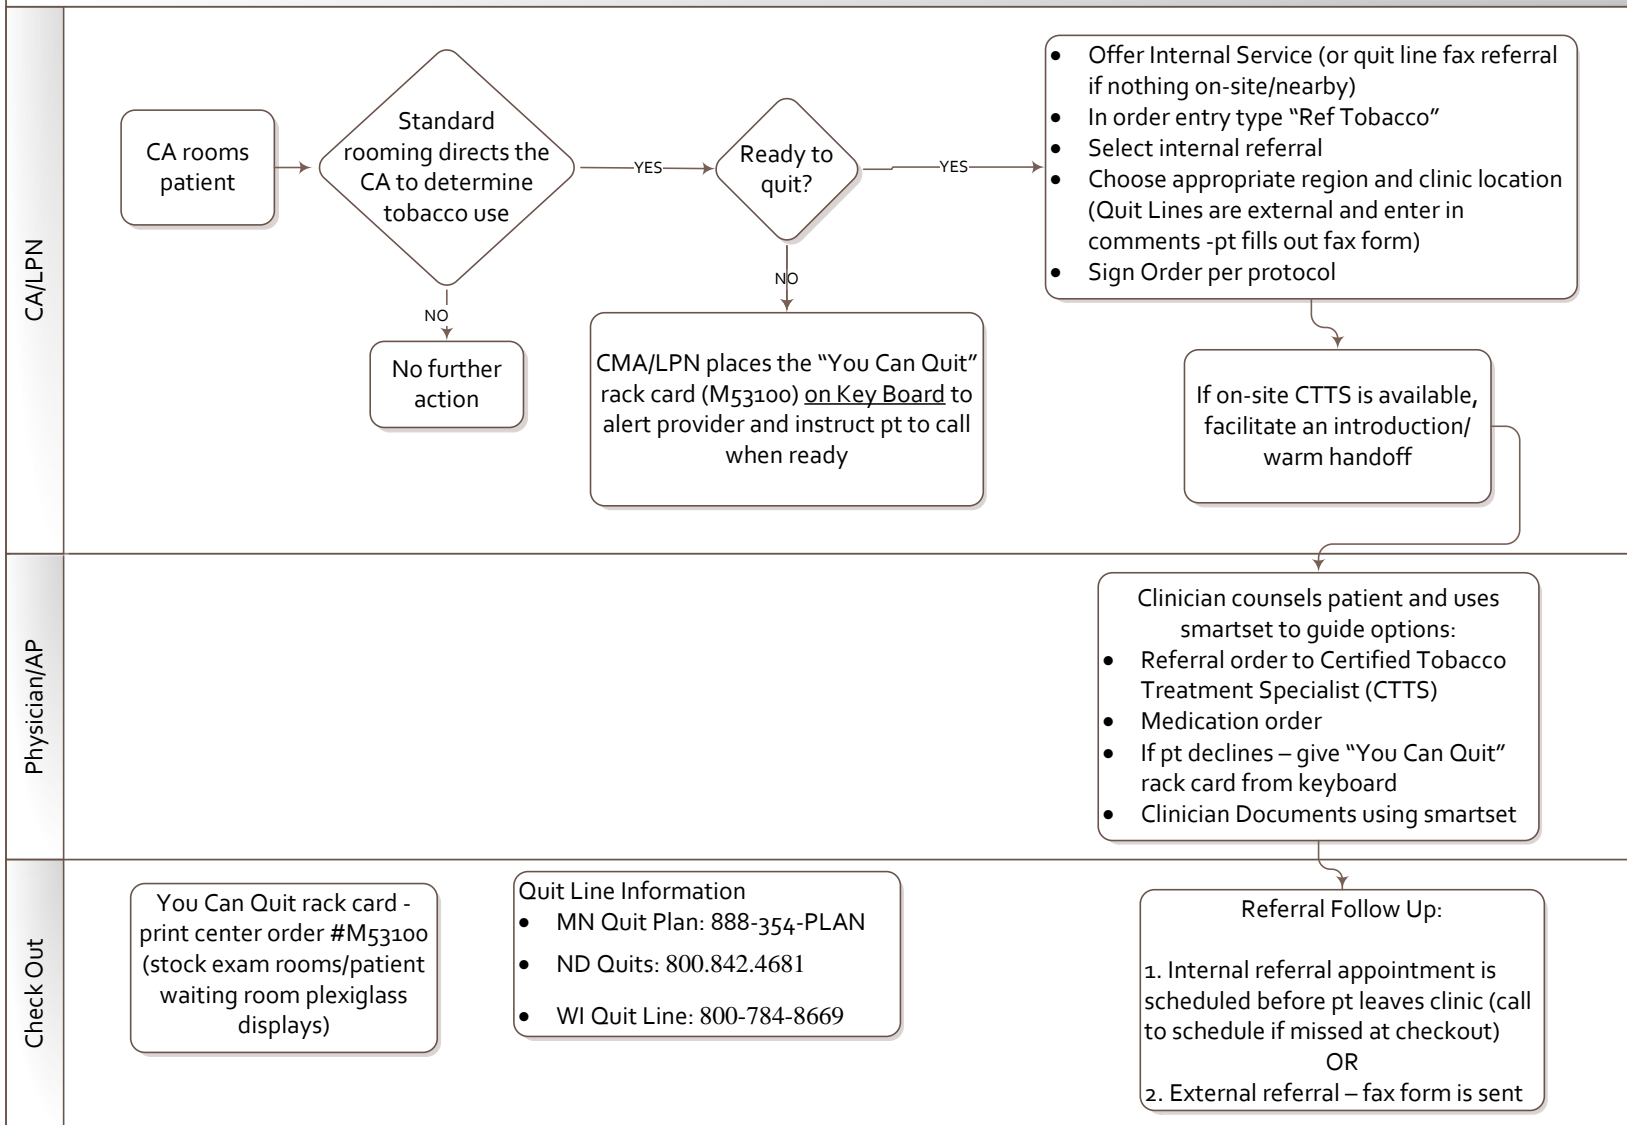 CA/LPN
CA rooms
patient
Standard
rooming directs the
CA to determine
tobacco use
YES
NO
No further
action
Ready to
quit?
YES
NO
CMA/LPN places the “You Can Quit”
rack card (M53100) on Key Board to
alert provider and instruct pt to call
when ready
• Offer Internal Service (or quit line fax referral
if nothing on-site/nearby)
• In order entry type “Ref Tobacco”
• Select internal referral
• Choose appropriate region and clinic location
(Quit Lines are external and enter in
comments -pt fills out fax form)
• Sign Order per protocol
If on-site CTTS is available,
facilitate an introduction/
warm handoff
Physician/AP
Clinician counsels patient and uses
smartset to guide options:
• Referral order to Certified Tobacco
Treatment Specialist (CTTS)
• Medication order
• If pt declines – give “You Can Quit”
rack card from keyboard
• Clinician Documents using smartset
Check Out
You Can Quit rack card -
print center order #M53100
(stock exam rooms/patient
waiting room plexiglass
displays)
Quit Line Information
• MN Quit Plan: 888-354-PLAN
• ND Quits: 800.842.4681
• WI Quit Line: 800-784-8669
Referral Follow Up:
1. Internal referral appointment is
scheduled before pt leaves clinic (call
to schedule if missed at checkout)
OR
2. External referral – fax form is sent